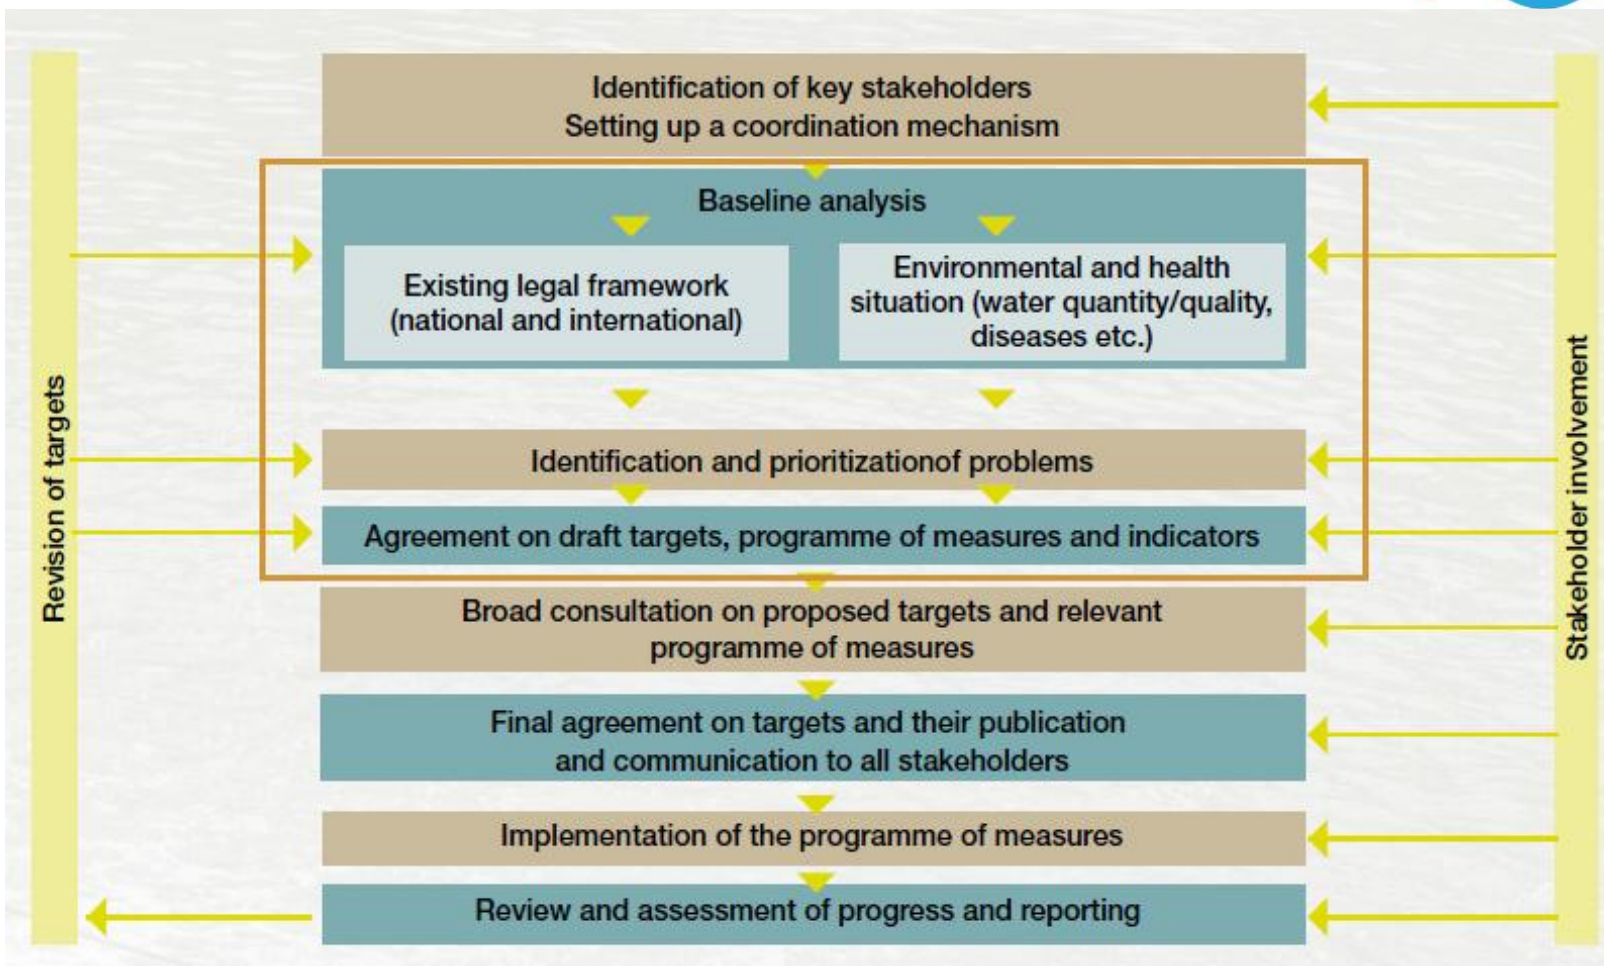 Identification of key stakeholders
Setting up a coordination mechanism
Baseline analysis
Existing legal framework
(national and international)
Environmental and health
situation (water quantity/quality,
diseases etc.)
Identification and prioritizationof problems
Agreement on draft targets, programme of measures and indicators
Broad consultation on proposed targets and relevant
programme of measures
Final agreement on targets and their publication
and communication to all stakeholders
Implementation of the programme of measures
Review and assessment of progress and reporting
Revision of targets
Stakeholder involvement